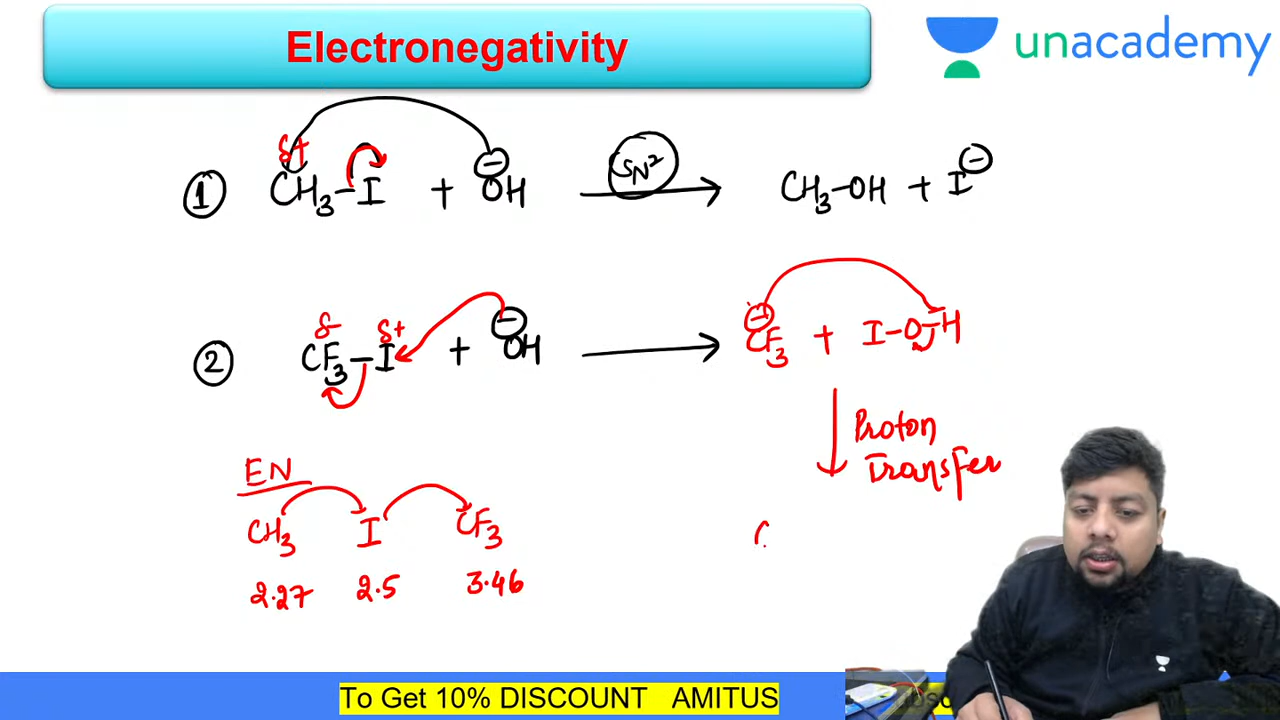 Electronegativity
unacademy
① δ+ CH₃–I + ⊖OH SN² → CH₃–OH + I⊖
② δ- CF₃–I δ+ + ⊖OH → ⊖CF₃ + I–O–H
Proton
Transfer
EN
CH₃ I CF₃
2.27 2.5 3.46
To Get 10% DISCOUNT AMITUS